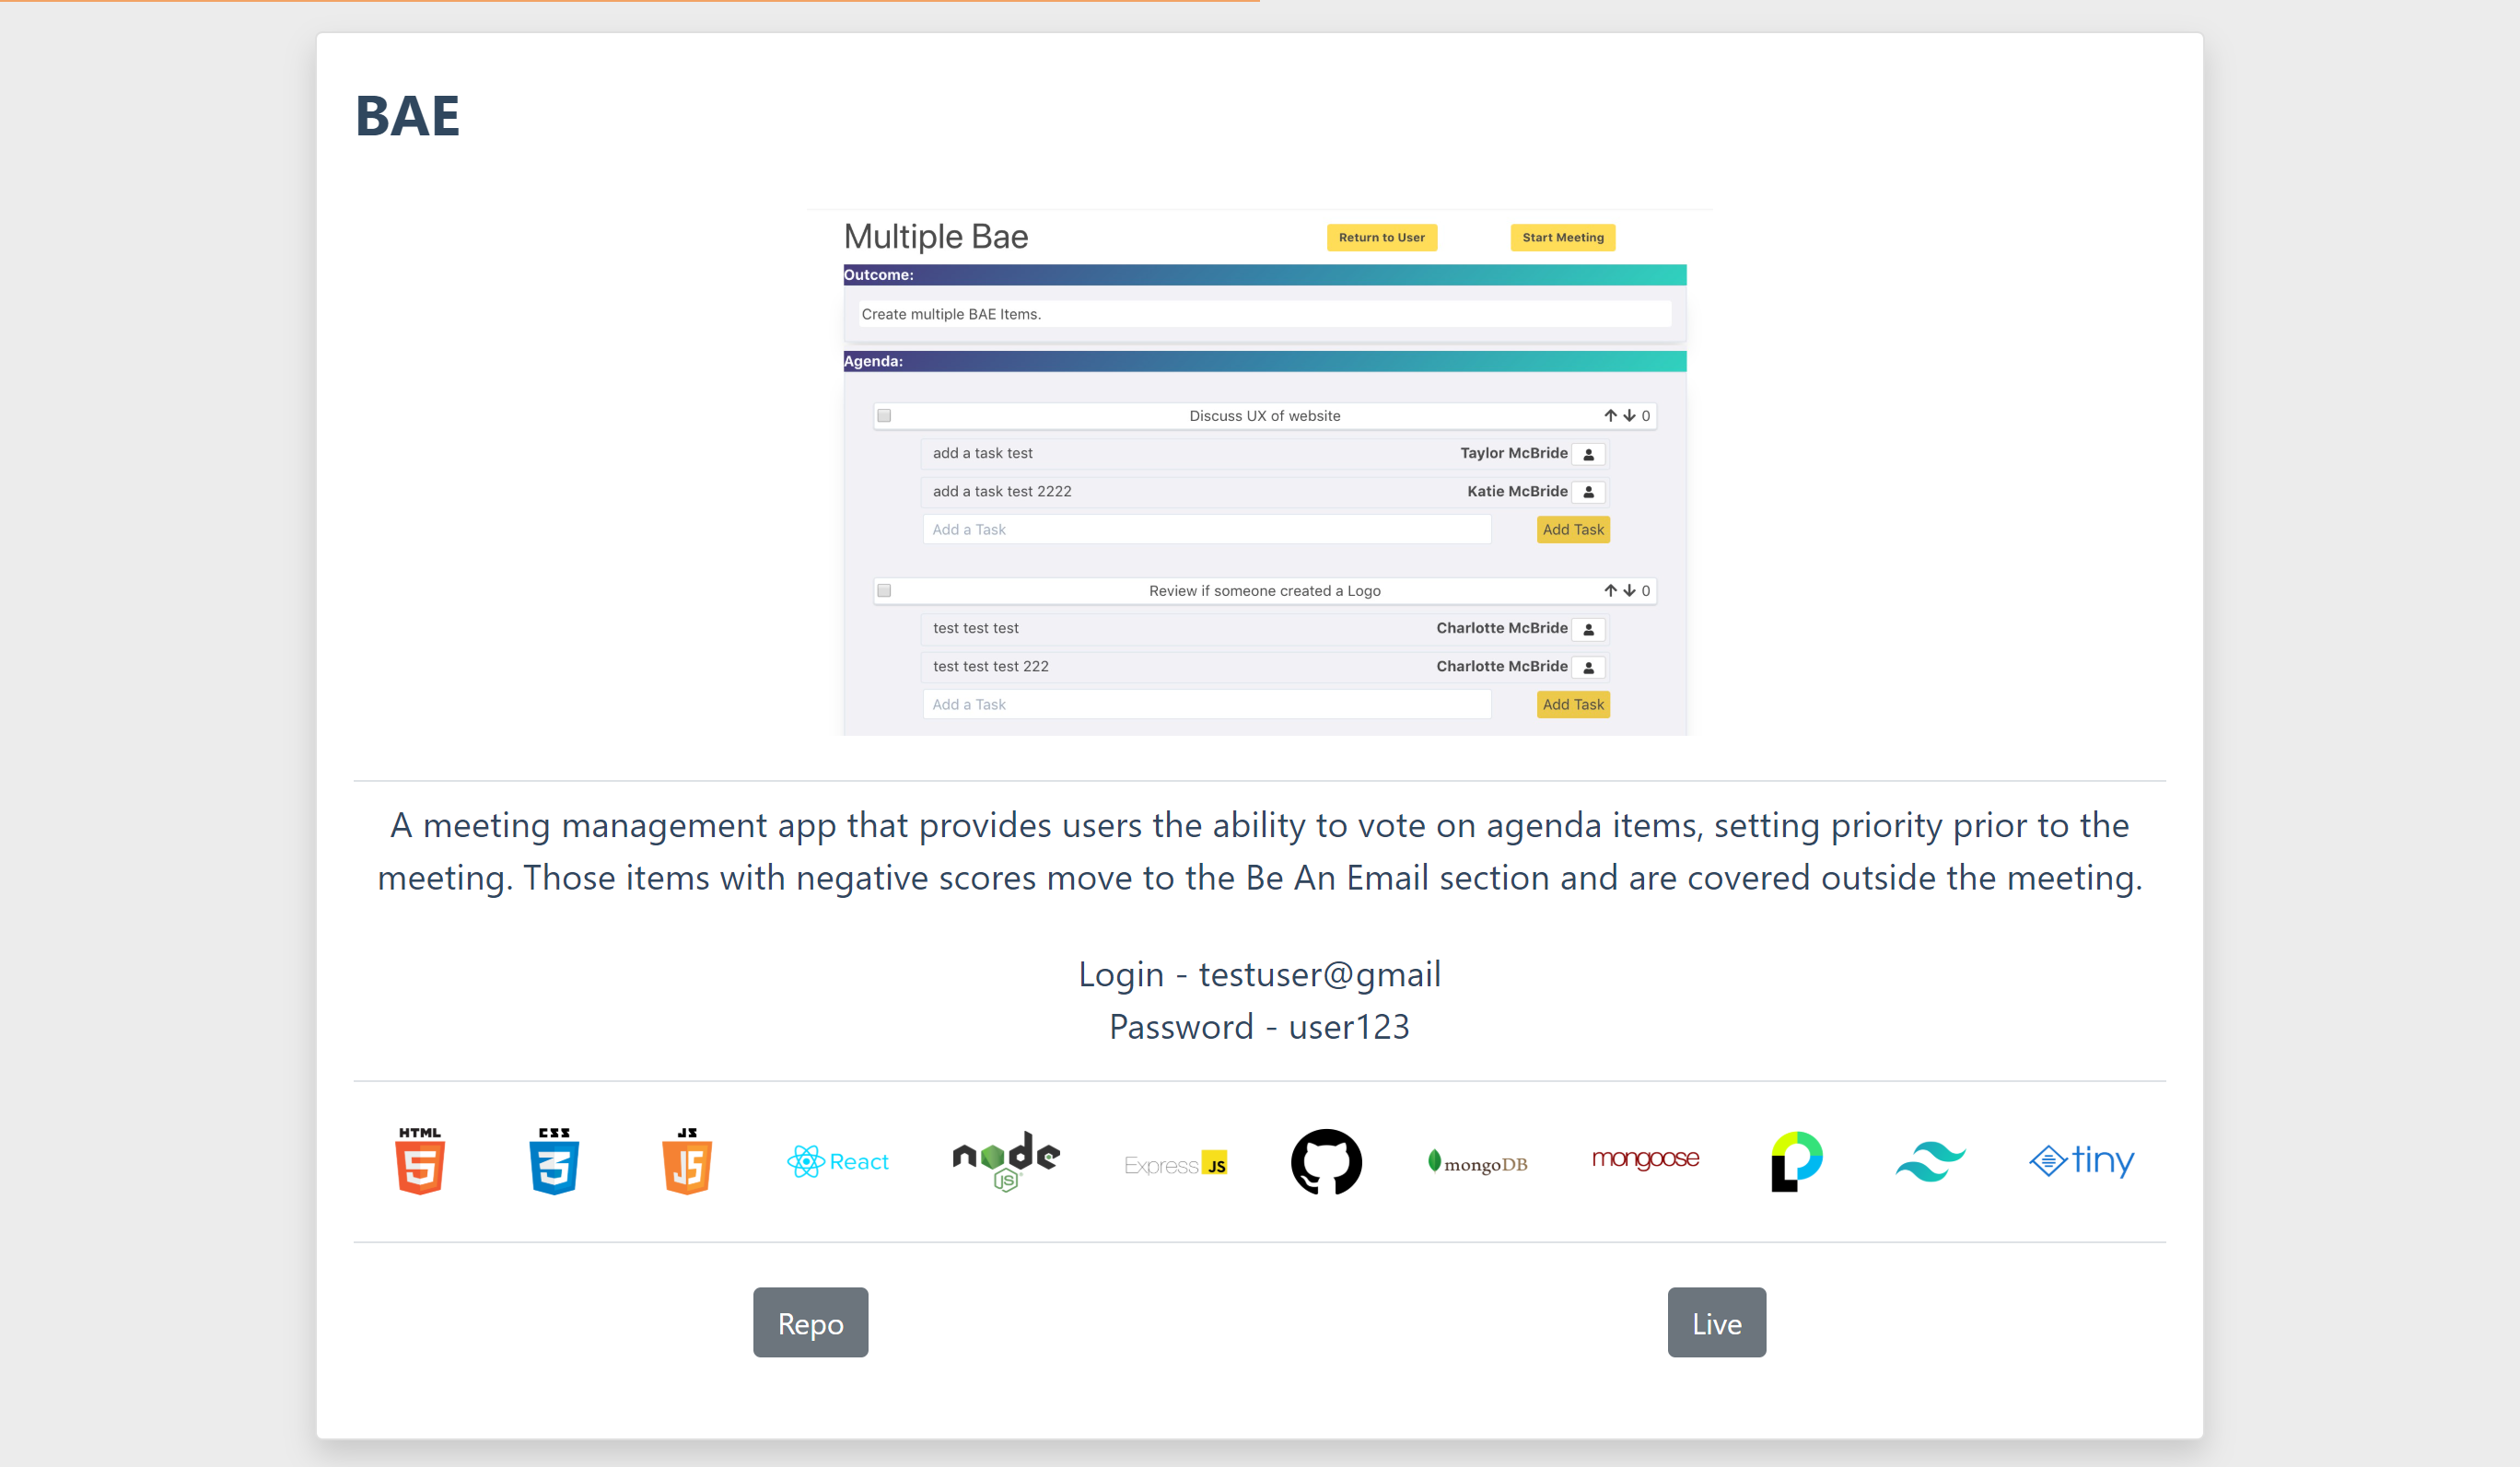 BAE
Multiple Bae
Return to User
Start Meeting
Outcome:
Create multiple BAE Items.
Agenda:
Discuss UX of website 0
add a task test Taylor McBride
add a task test 2222 Katie McBride
Add a Task Add Task
Review if someone created a Logo 0
test test test Charlotte McBride
test test test 222 Charlotte McBride
Add a Task Add Task
A meeting management app that provides users the ability to vote on agenda items, setting priority prior to the
meeting. Those items with negative scores move to the Be An Email section and are covered outside the meeting.
Login - testuser@gmail
Password - user123
HTML 5 CSS 3 JS JS React node JS Express JS mongoDB mongoose tiny
Repo Live